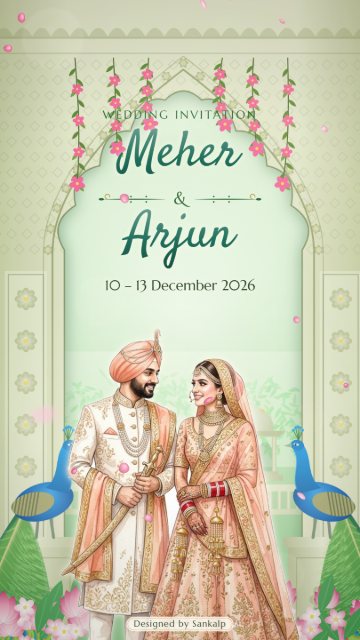 WEDDING INVITATION
Meher
&
Arjun
10 – 13 December 2026
Designed by Sankalp